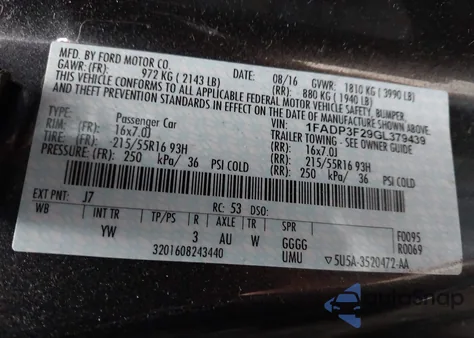 MFD. BY FORD MOTOR CO.
DATE: 08/16 GVWR: 1810 KG ( 3990 LB)
GAWR: (FR): 972 KG ( 2143 LB) (RR): 880 KG ( 1940 LB)
THIS VEHICLE CONFORMS TO ALL APPLICABLE FEDERAL MOTOR VEHICLE SAFETY, BUMPER,
AND THEFT PREVENTION STANDARDS IN EFFECT ON THE DATE OF MANUFACTURE SHOWN ABOVE.
VIN: 1FADP3F29GL379439
TYPE: Passenger Car TRAILER TOWING - SEE OWNER GUIDE
RIM: (FR): 16x7.0J (RR): 16x7.0J
TIRE: (FR): -215/55R16 93H (RR): 215/55R16 93H
TIRE PRESSURE (FR): 250 kPa/ 36 PSI COLD (RR): 250 kPa/ 36 PSI COLD
EXT PNT: J7 RC: 53 DSO: F0095
WB INT TR TP/PS R AXLE TR SPR R0069
YW 3 AU W GGGG
3201608243440 UMU ▽5USA-3520472-AA
autosnap